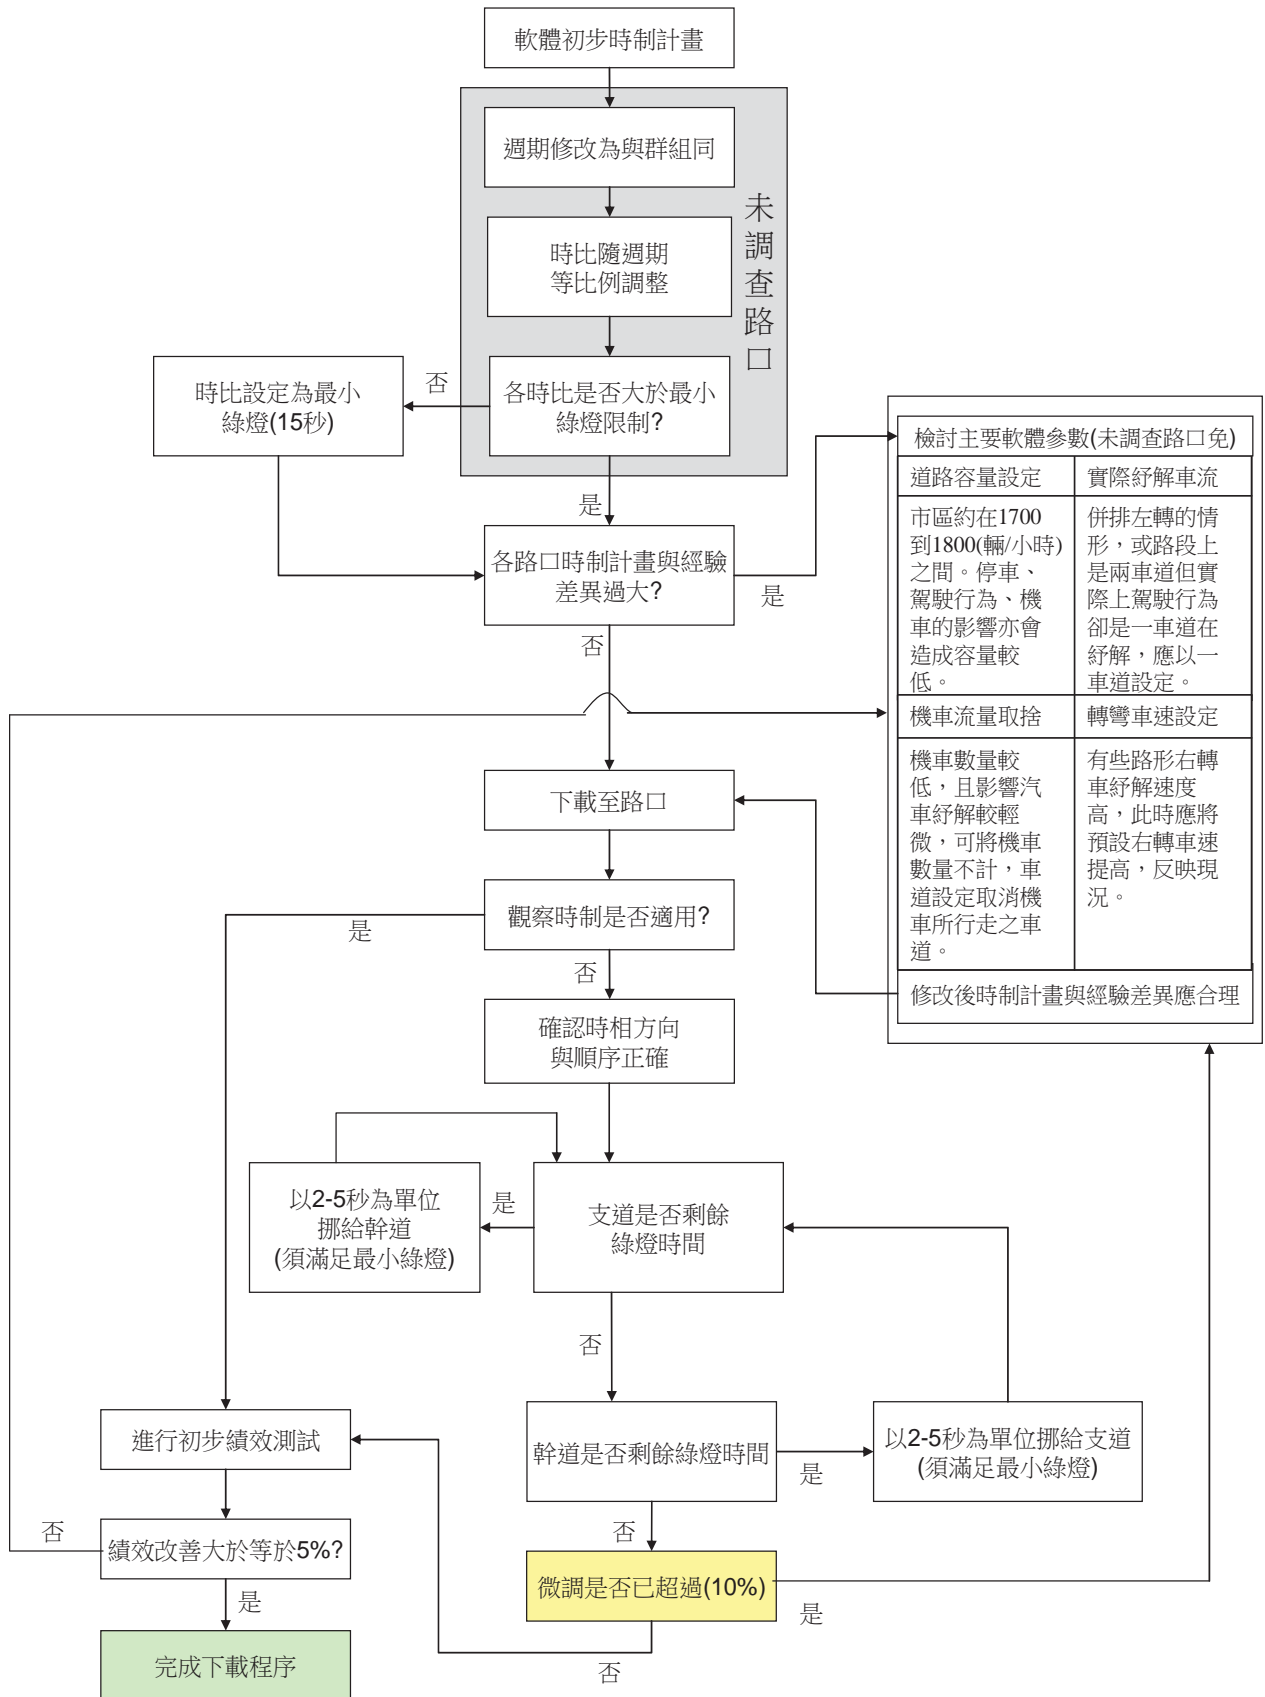 軟體初步時制計畫
週期修改為與群組同
未調查路口
時比隨週期
等比例調整
時比設定為最小
綠燈(15秒)
否
各時比是否大於最小
綠燈限制?
是
各路口時制計畫與經驗
差異過大?
是
否
檢討主要軟體參數(未調查路口免)
道路容量設定
實際紓解車流
市區約在1700
到1800(輛/小時)
之間。停車、
駕駛行為、機
車的影響亦會
造成容量較
低。
併排左轉的情
形，或路段上
是兩車道但實
際上駕駛行為
卻是一車道在
紓解，應以一
車道設定。
機車流量取捨
轉彎車速設定
機車數量較
低，且影響汽
車紓解較輕
微，可將機車
數量不計，車
道設定取消機
車所行走之車
道。
有些路形右轉
車紓解速度
高，此時應將
預設右轉車速
提高，反映現
況。
修改後時制計畫與經驗差異應合理
下載至路口
觀察時制是否適用?
是
否
確認時相方向
與順序正確
以2-5秒為單位
挪給幹道
(須滿足最小綠燈)
是
支道是否剩餘
綠燈時間
否
進行初步績效測試
幹道是否剩餘綠燈時間
是
以2-5秒為單位挪給支道
(須滿足最小綠燈)
否
否
績效改善大於等於5%?
微調是否已超過(10%)
是
是
否
完成下載程序